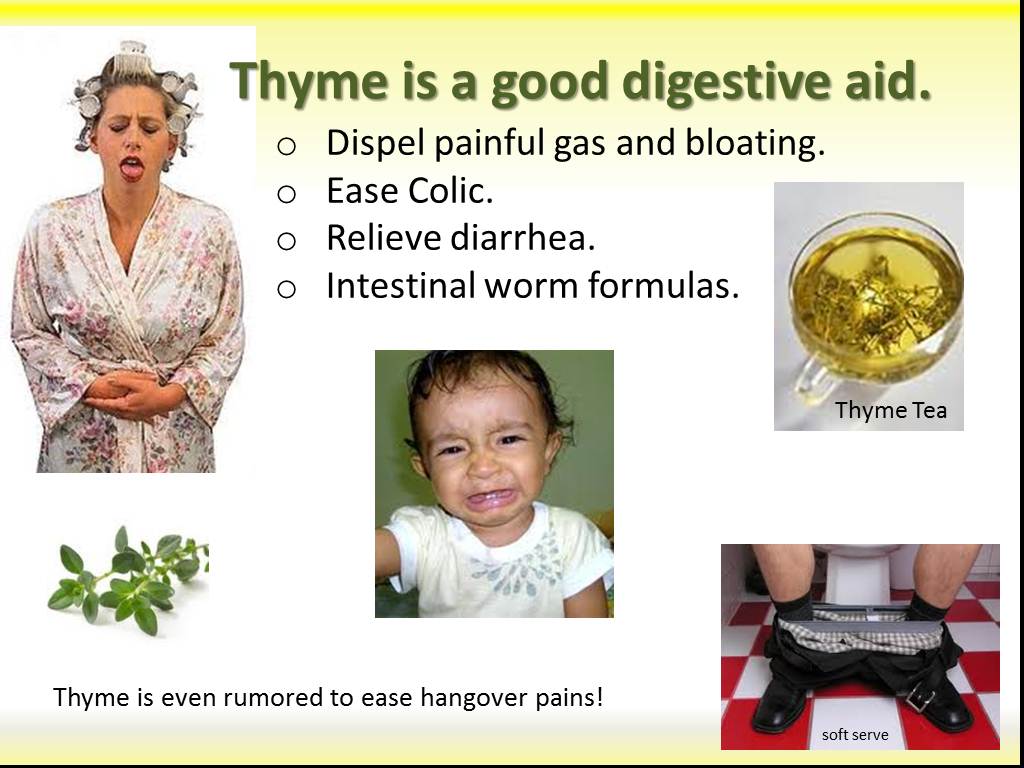 Thyme is a good digestive aid.
o Dispel painful gas and bloating.
o Ease Colic.
o Relieve diarrhea.
o Intestinal worm formulas.
Thyme Tea
Thyme is even rumored to ease hangover pains!
soft serve